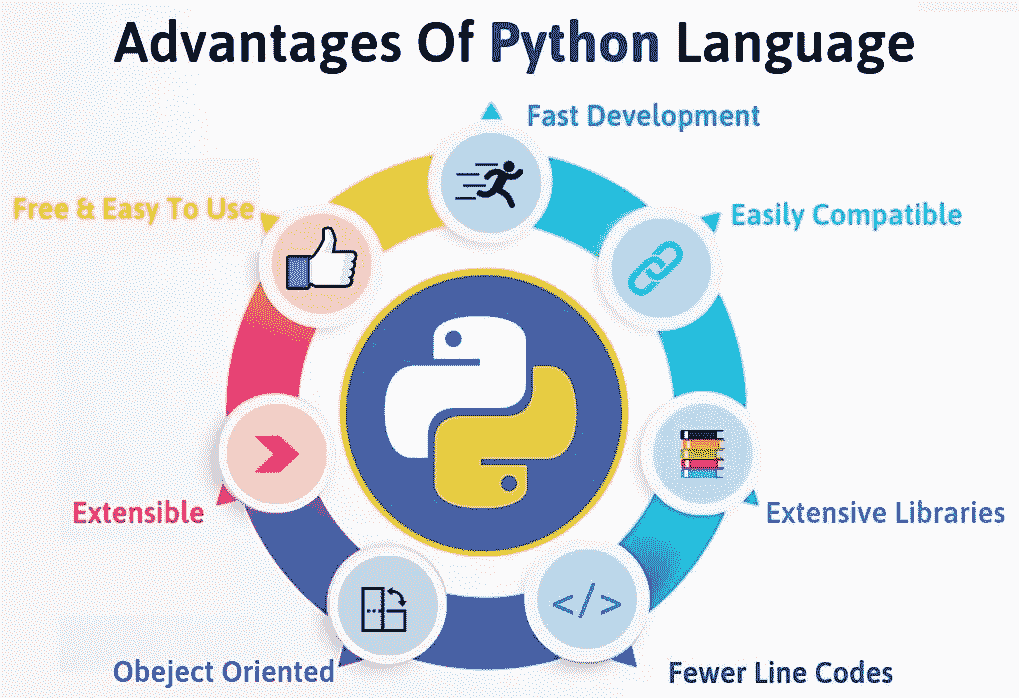 Advantages Of Python Language
Fast Development
Free & Easy To Use
Easily Compatible
Extensible
Extensive Libraries
</>
Obeject Oriented
Fewer Line Codes